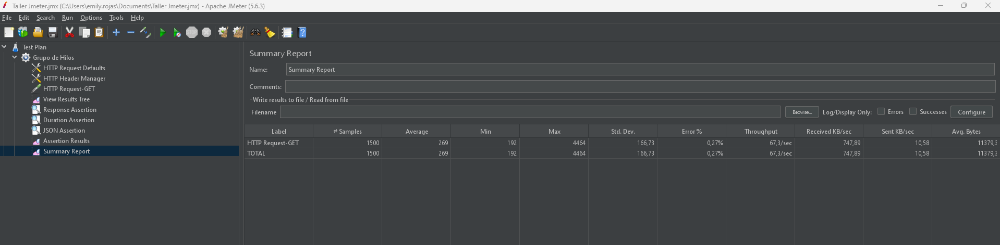 Taller Jmeter.jmx (C:\Users\emily.rojas\Documents\Taller Jmeter.jmx) - Apache JMeter (5.6.3)
File Edit Search Run Options Tools Help
STOP
Test Plan
Grupo de Hilos
HTTP Request Defaults
HTTP Header Manager
HTTP Request-GET
View Results Tree
Response Assertion
Duration Assertion
JSON Assertion
Assertion Results
Summary Report
Summary Report
Name: Summary Report
Comments:
Write results to file / Read from file
Filename Browse... Log/Display Only: Errors Successes Configure
Label # Samples Average Min Max Std. Dev. Error % Throughput Received KB/sec Sent KB/sec Avg. Bytes
HTTP Request-GET 1500 269 192 4464 166,73 0,27% 67,3/sec 747,89 10,58 11379,3
TOTAL 1500 269 192 4464 166,73 0,27% 67,3/sec 747,89 10,58 11379,3